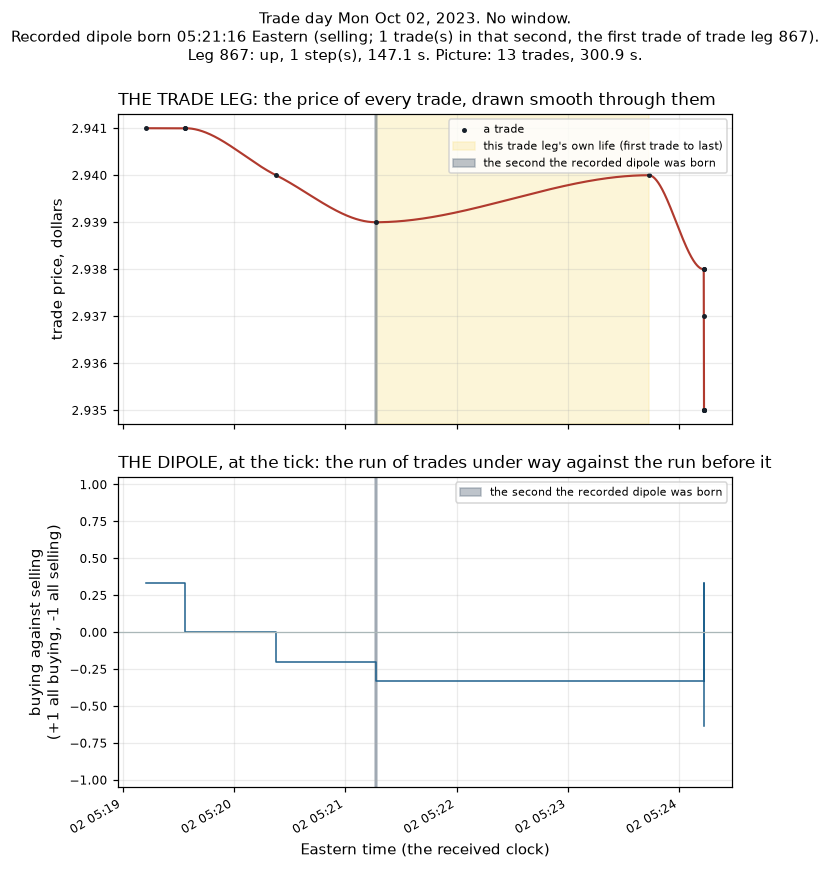 Trade day Mon Oct 02, 2023. No window.
Recorded dipole born 05:21:16 Eastern (selling; 1 trade(s) in that second, the first trade of trade leg 867).
Leg 867: up, 1 step(s), 147.1 s. Picture: 13 trades, 300.9 s.
THE TRADE LEG: the price of every trade, drawn smooth through them
a trade
this trade leg's own life (first trade to last)
the second the recorded dipole was born
2.941
2.940
2.939
2.938
2.937
2.936
2.935
trade price, dollars
THE DIPOLE, at the tick: the run of trades under way against the run before it
the second the recorded dipole was born
1.00
0.75
0.50
0.25
0.00
−0.25
−0.50
−0.75
−1.00
buying against selling
(+1 all buying, -1 all selling)
02 05:19
02 05:20
02 05:21
02 05:22
02 05:23
02 05:24
Eastern time (the received clock)